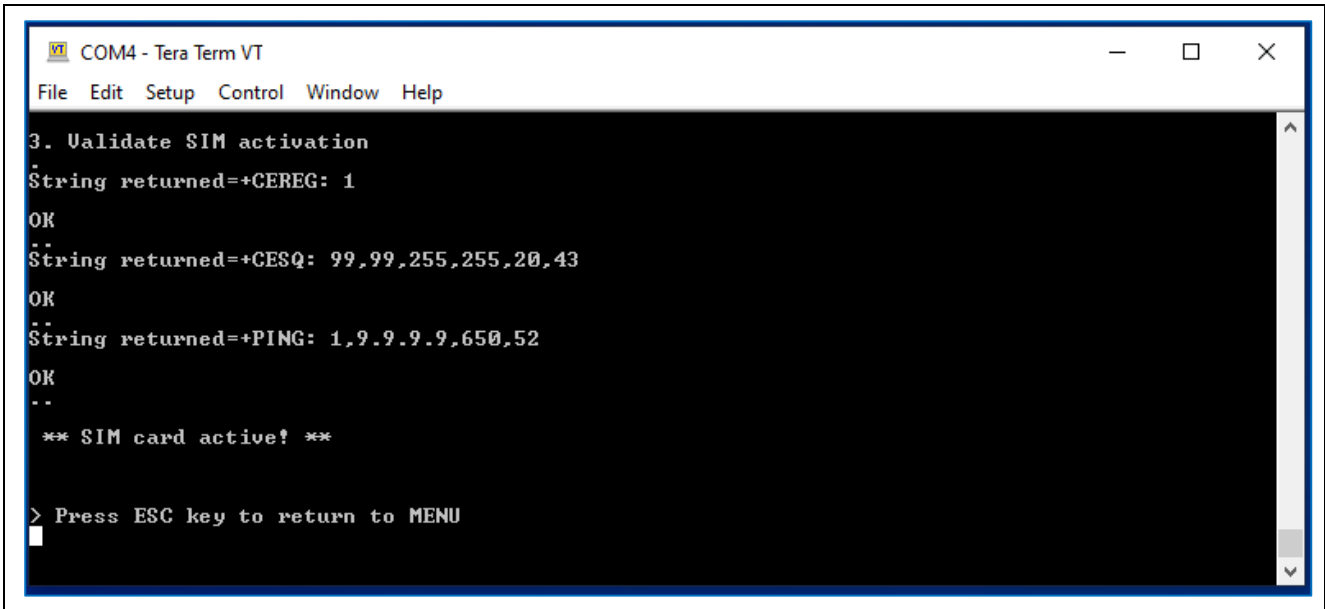 COM4 - Tera Term VT
File Edit Setup Control Window Help
3. Validate SIM activation
.
String returned=+CEREG: 1
OK
..
String returned=+CESQ: 99,99,255,255,20,43
OK
..
String returned=+PING: 1,9.9.9.9,650,52
OK
--
** SIM card active! **
> Press ESC key to return to MENU